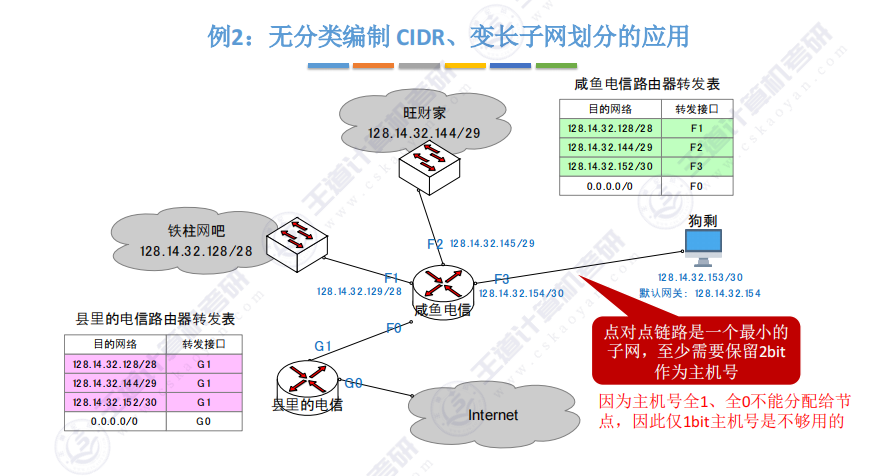 例2：无分类编制 CIDR、变长子网划分的应用
咸鱼电信路由器转发表
目的网络 转发接口
128.14.32.128/28 F1
128.14.32.144/29 F2
128.14.32.152/30 F3
0.0.0.0/0 F0
旺财家
128.14.32.144/29
铁柱网吧
128.14.32.128/28
狗剩
F2 128.14.32.145/29
F1
128.14.32.129/28
F3
128.14.32.154/30
128.14.32.153/30
默认网关：128.14.32.154
咸鱼电信
F0
县里的电信路由器转发表
目的网络 转发接口
128.14.32.128/28 G1
128.14.32.144/29 G1
128.14.32.152/30 G1
0.0.0.0/0 G0
G1
G0
县里的电信
Internet
点对点链路是一个最小的
子网，至少需要保留2bit
作为主机号
因为主机号全1、全0不能分配给节
点，因此仅1bit主机号是不够用的
王道计算机考研
www.cskaoyan.com